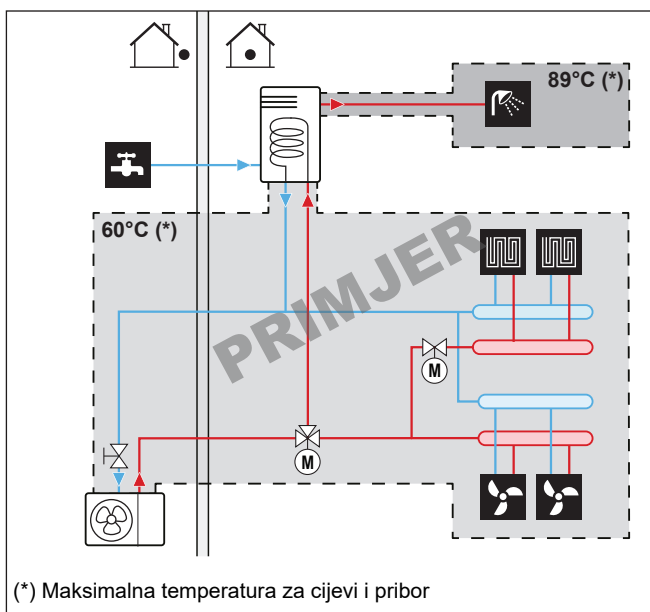 89°C (*)
60°C (*)
PRIMJER
M
M
(*) Maksimalna temperatura za cijevi i pribor